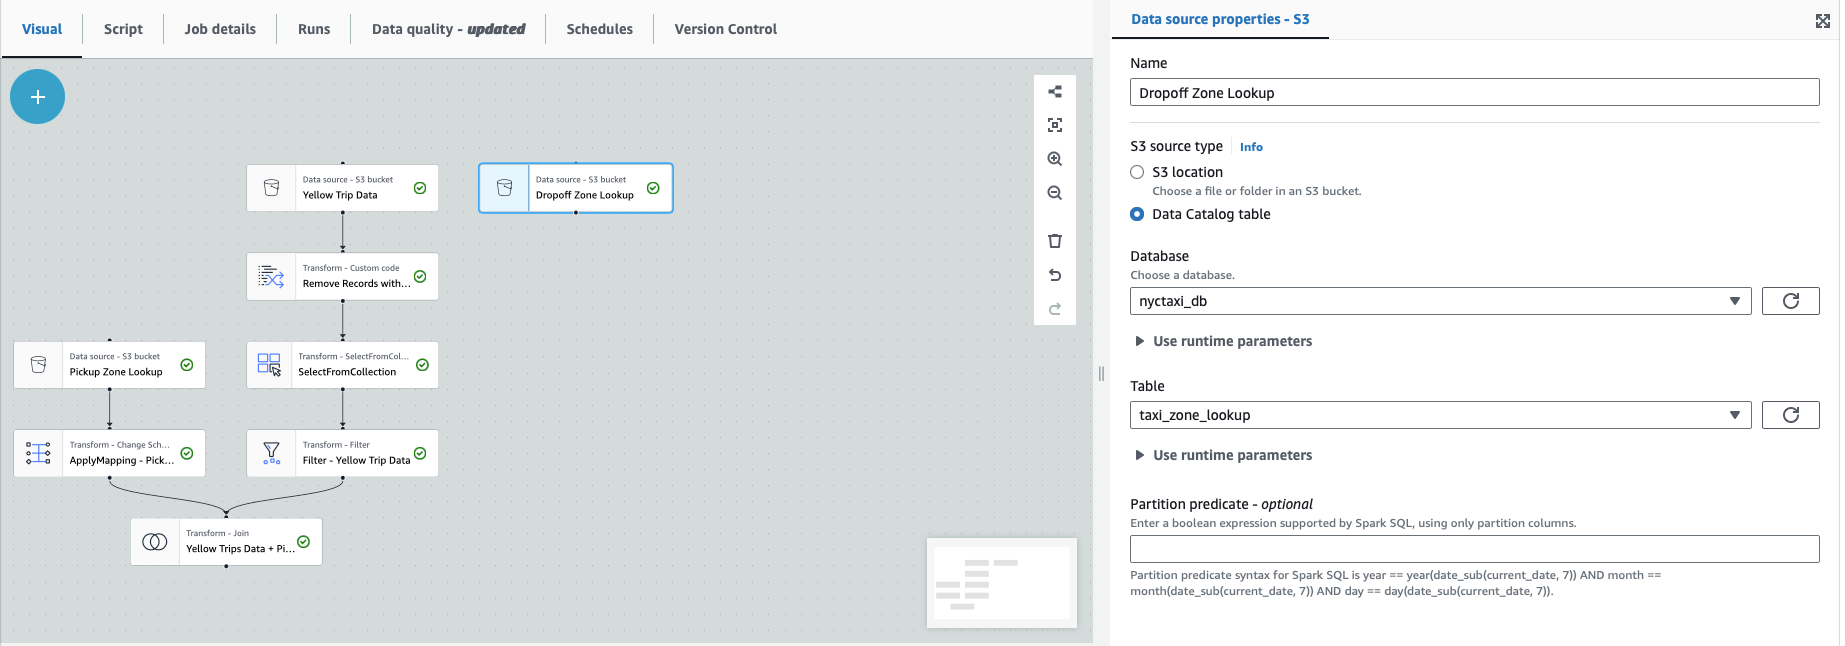 Visual
Script
Job details
Runs
Data quality - updated
Schedules
Version Control
Data source - S3 bucket
Yellow Trip Data
Data source - S3 bucket
Dropoff Zone Lookup
Transform - Custom code
Remove Records with...
Data source - S3 bucket
Pickup Zone Lookup
Transform - SelectFromCol...
SelectFromCollection
Transform - Change Sch...
ApplyMapping - Pick...
Transform - Filter
Filter - Yellow Trip Data
Transform - Join
Yellow Trips Data + Pi...
Data source properties - S3
Name
Dropoff Zone Lookup
S3 source type
Info
S3 location
Choose a file or folder in an S3 bucket.
Data Catalog table
Database
Choose a database.
nyctaxi_db
Use runtime parameters
Table
taxi_zone_lookup
Use runtime parameters
Partition predicate - optional
Enter a boolean expression supported by Spark SQL, using only partition columns.
Partition predicate syntax for Spark SQL is year == year(date_sub(current_date, 7)) AND month ==
month(date_sub(current_date, 7)) AND day == day(date_sub(current_date, 7)).